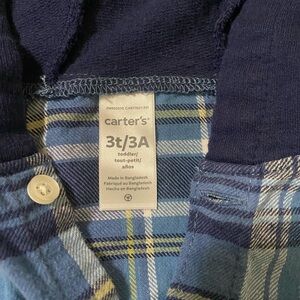 carter's
3t/3A
toddler/
tout-petit/
años
Made in Bangladesh
Fabriqué au Bangladesh
Hecho en Bangladesh